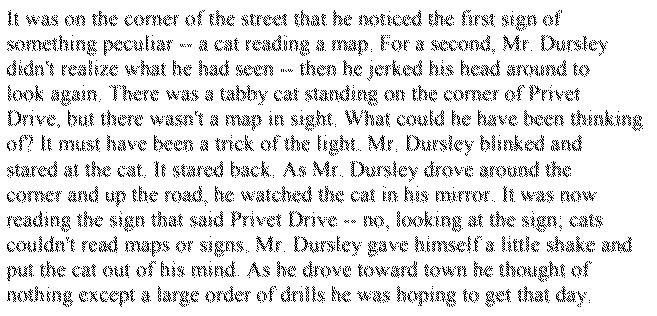 It was on the corner of the street that he noticed the first sign of
something peculiar -- a cat reading a map. For a second, Mr. Dursley
didn't realize what he had seen -- then he jerked his head around to
look again. There was a tabby cat standing on the corner of Privet
Drive, but there wasn't a map in sight. What could he have been thinking
of? It must have been a trick of the light. Mr. Dursley blinked and
stared at the cat. It stared back. As Mr. Dursley drove around the
corner and up the road, he watched the cat in his mirror. It was now
reading the sign that said Privet Drive -- no, looking at the sign; cats
couldn't read maps or signs. Mr. Dursley gave himself a little shake and
put the cat out of his mind. As he drove toward town he thought of
nothing except a large order of drills he was hoping to get that day.